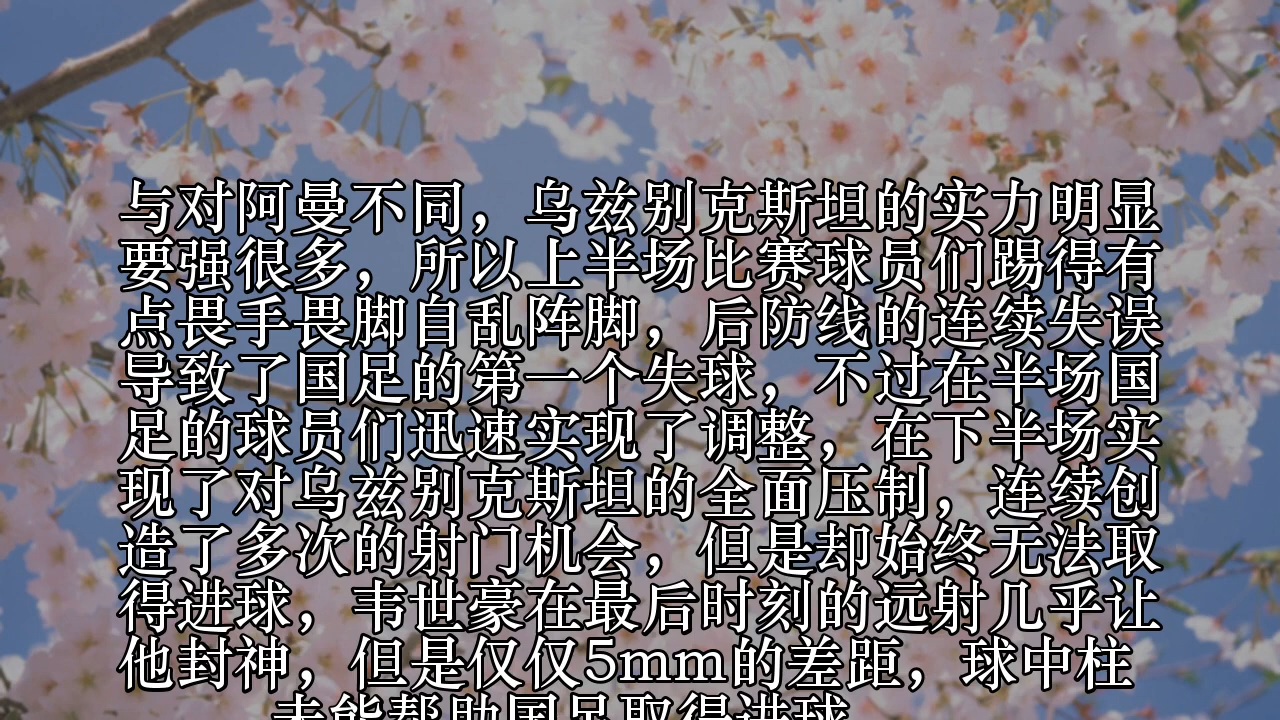 与对阿曼不同，乌兹别克斯坦的实力明显
要强很多，所以上半场比赛球员们踢得有
点畏手畏脚自乱阵脚，后防线的连续失误
导致了国足的第一个失球，不过在半场国
足的球员们迅速实现了调整，在下半场实
现了对乌兹别克斯坦的全面压制，连续创
造了多次的射门机会，但是却始终无法取
得进球，韦世豪在最后时刻的远射几乎让
他封神，但是仅仅5mm的差距，球中柱
未能帮助国足取得进球